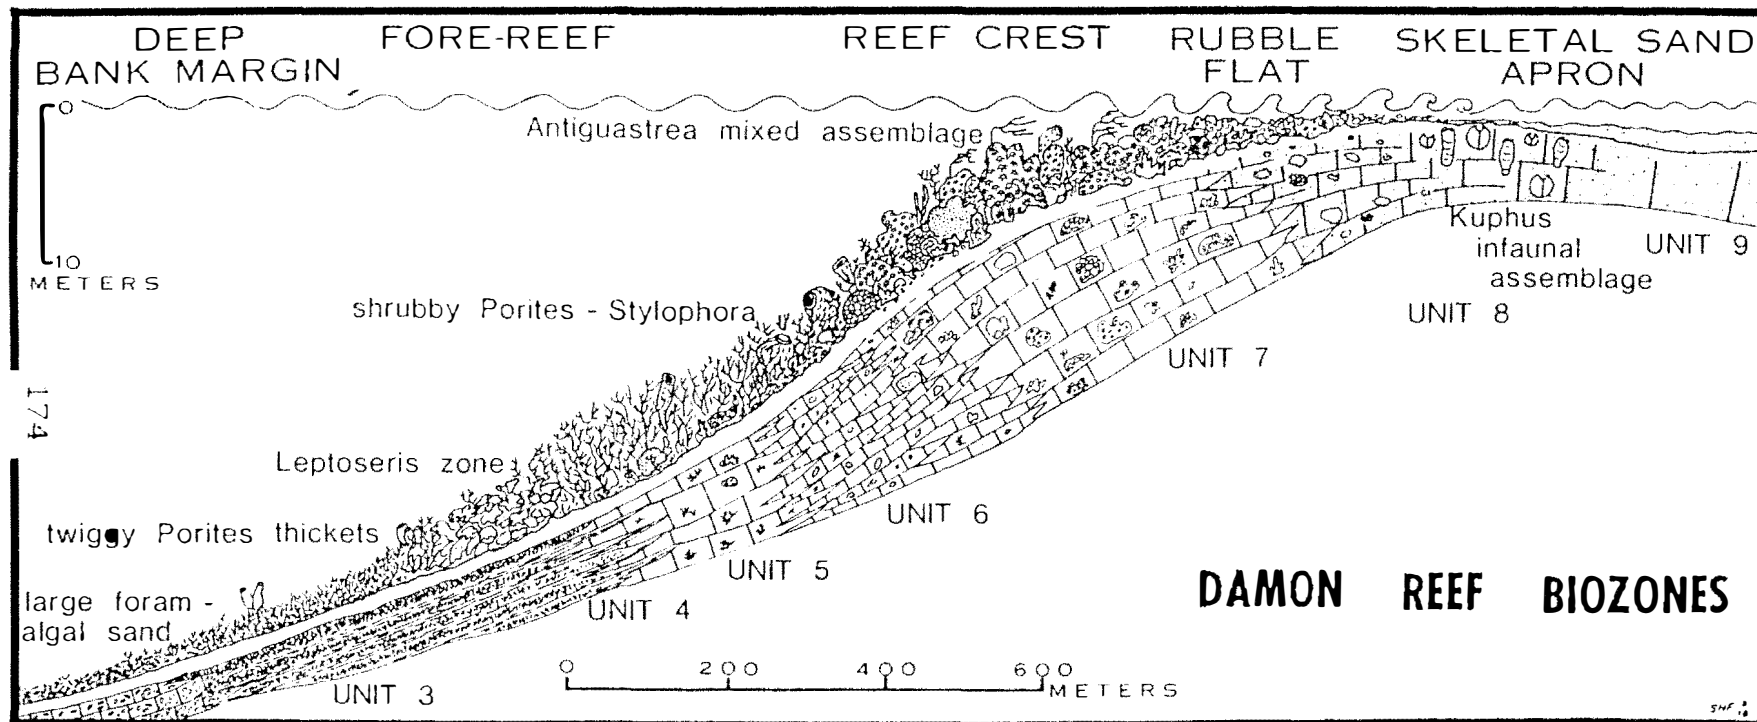 DEEP
BANK MARGIN
FORE-REEF
REEF CREST
RUBBLE
FLAT
SKELETAL SAND
APRON
0
10
METERS
Antiguastrea mixed assemblage
shrubby Porites - Stylophora
Leptoseris zone
twiggy Porites thickets
large foram -
algal sand
Kuphus
infaunal
assemblage
UNIT 9
UNIT 8
UNIT 7
UNIT 6
UNIT 5
UNIT 4
UNIT 3
DAMON REEF BIOZONES
0 200 400 600
METERS
174